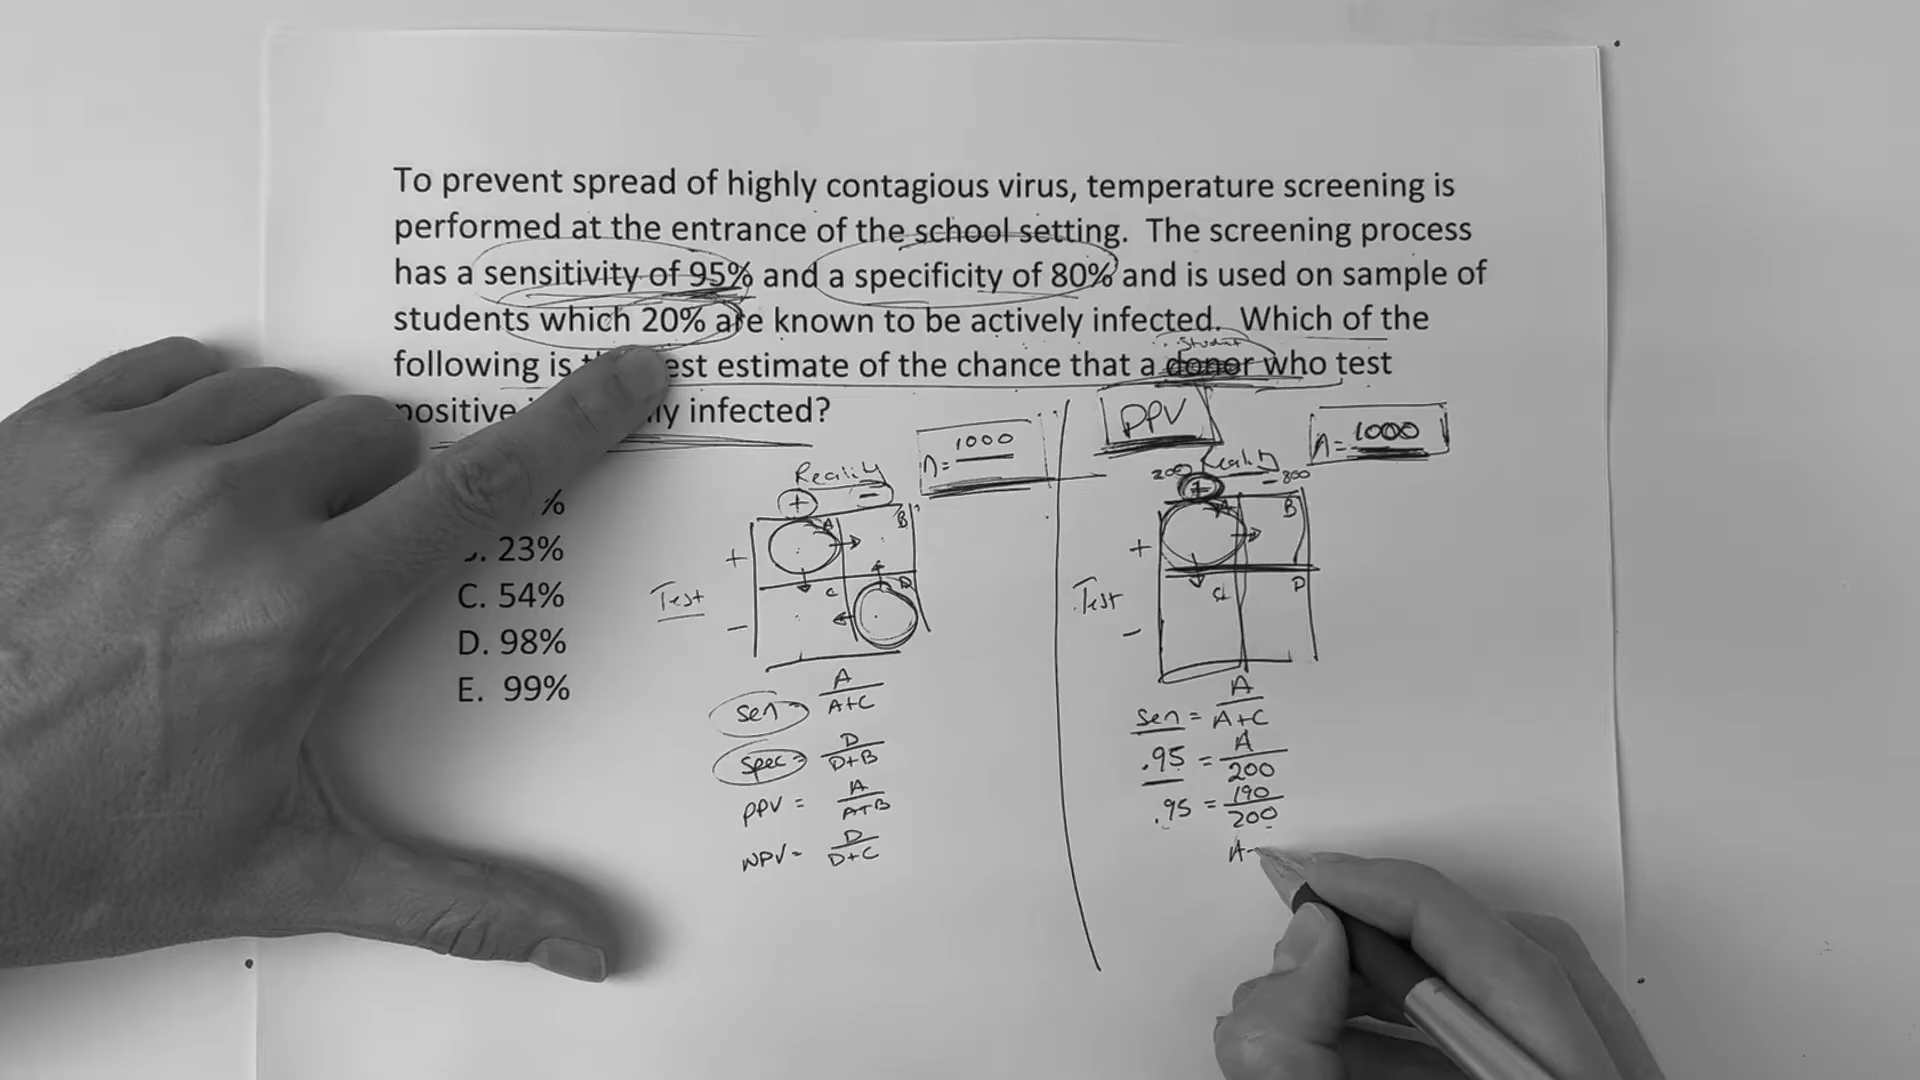 To prevent spread of highly contagious virus, temperature screening is
performed at the entrance of the school setting. The screening process
has a sensitivity of 95% and a specificity of 80% and is used on sample of
students which 20% are known to be actively infected. Which of the
following is est estimate of the chance that a donor who test
student
positive infected?
PPV
n= 1000
n= 1000
Reality
+ -
A B
C D
+
-
Test
200 Reality 800
+ -
A B
C D
+
-
Test
%
23%
C. 54%
D. 98%
E. 99%
sen = A / A+C
spec = D / D+B
PPV = A / A+B
NPV = D / D+C
sen = A / A+C
.95 = A / 200
.95 = 190 / 200
A-